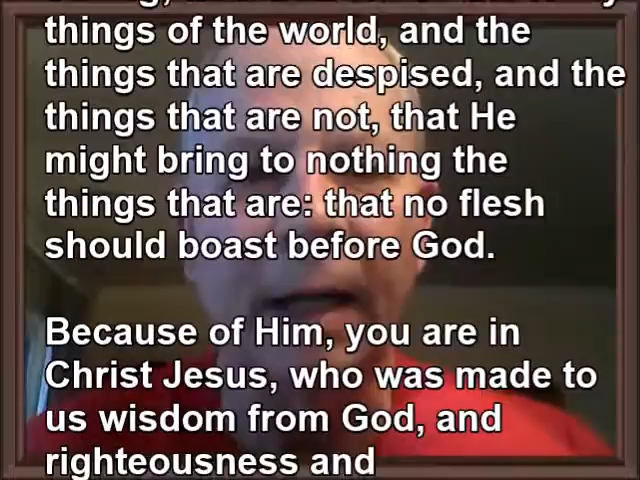 things of the world, and the
things that are despised, and the
things that are not, that He
might bring to nothing the
things that are: that no flesh
should boast before God.
Because of Him, you are in
Christ Jesus, who was made to
us wisdom from God, and
righteousness and